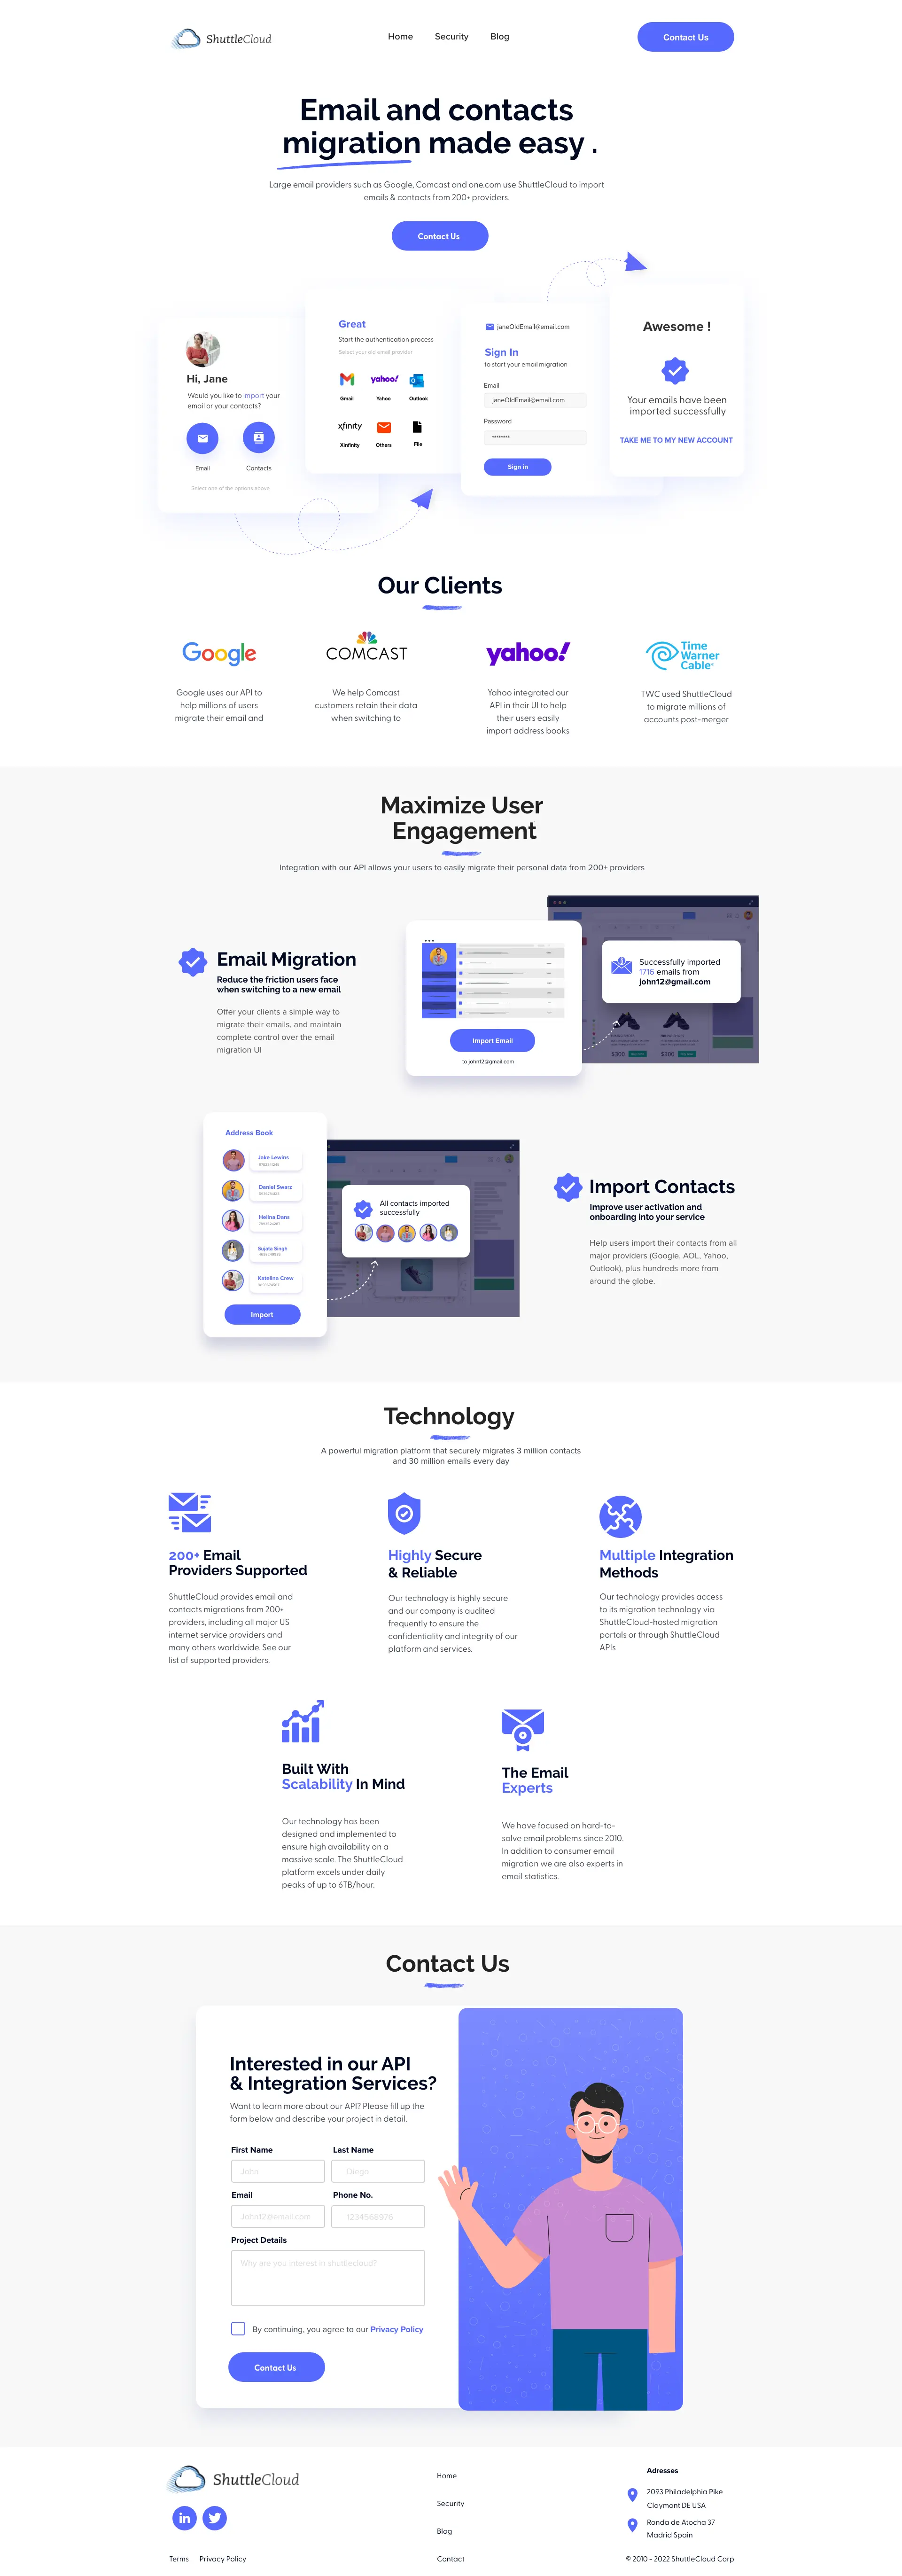 ShuttleCloud
Home
Security
Blog
Contact Us
Email and contacts
migration made easy .
Large email providers such as Google, Comcast and one.com use ShuttleCloud to import
emails & contacts from 200+ providers.
Contact Us
Hi, Jane
Would you like to import your
email or your contacts?
Email
Contacts
Select one of the options above
Great
Start the authentication process
Select your old email provider
yahoo!
Gmail
Yahoo
Outlook
xfinity
Xinfinity
Others
File
janeOldEmail@email.com
Sign In
to start your email migration
Email
janeOldEmail@email.com
Password
********
Sign in
Awesome !
Your emails have been
imported successfully
TAKE ME TO MY NEW ACCOUNT
Our Clients
Google
COMCAST
yahoo!
Time
Warner
Cable
Google uses our API to
help millions of users
migrate their email and
We help Comcast
customers retain their data
when switching to
Yahoo integrated our
API in their UI to help
their users easily
import address books
TWC used ShuttleCloud
to migrate millions of
accounts post-merger
Maximize User
Engagement
Integration with our API allows your users to easily migrate their personal data from 200+ providers
Email Migration
Reduce the friction users face
when switching to a new email
Offer your clients a simple way to
migrate their emails, and maintain
complete control over the email
migration UI
Import Email
to john12@gmail.com
Successfully imported
1716 emails from
john12@gmail.com
$300
$300
Address Book
Jake Lewins
Daniel Swarz
Helina Dans
Sujata Singh
Katelina Crew
Import
All contacts imported
successfully
Import Contacts
Improve user activation and
onboarding into your service
Help users import their contacts from all
major providers (Google, AOL, Yahoo,
Outlook), plus hundreds more from
around the globe.
Technology
A powerful migration platform that securely migrates 3 million contacts
and 30 million emails every day
200+ Email
Providers Supported
ShuttleCloud provides email and
contacts migrations from 200+
providers, including all major US
internet service providers and
many others worldwide. See our
list of supported providers.
Highly Secure
& Reliable
Our technology is highly secure
and our company is audited
frequently to ensure the
confidentiality and integrity of our
platform and services.
Multiple Integration
Methods
Our technology provides access
to its migration technology via
ShuttleCloud-hosted migration
portals or through ShuttleCloud
APIs
Built With
Scalability In Mind
Our technology has been
designed and implemented to
ensure high availability on a
massive scale. The ShuttleCloud
platform excels under daily
peaks of up to 6TB/hour.
The Email
Experts
We have focused on hard-to-
solve email problems since 2010.
In addition to consumer email
migration we are also experts in
email statistics.
Contact Us
Interested in our API
& Integration Services?
Want to learn more about our API? Please fill up the
form below and describe your project in detail.
First Name
Last Name
John
Diego
Email
Phone No.
John12@email.com
1234568976
Project Details
Why are you interest in shuttlecloud?
By continuing, you agree to our Privacy Policy
Contact Us
ShuttleCloud
in
Terms
Privacy Policy
Home
Security
Blog
Contact
Adresses
2093 Philadelphia Pike
Claymont DE USA
Ronda de Atocha 37
Madrid Spain
© 2010 - 2022 ShuttleCloud Corp